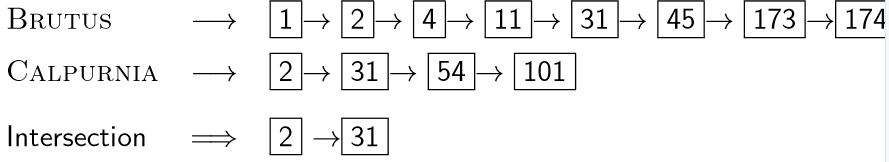 BRUTUS ⟶ 1 → 2 → 4 → 11 → 31 → 45 → 173 → 174
CALPURNIA ⟶ 2 → 31 → 54 → 101
Intersection ⟹ 2 → 31